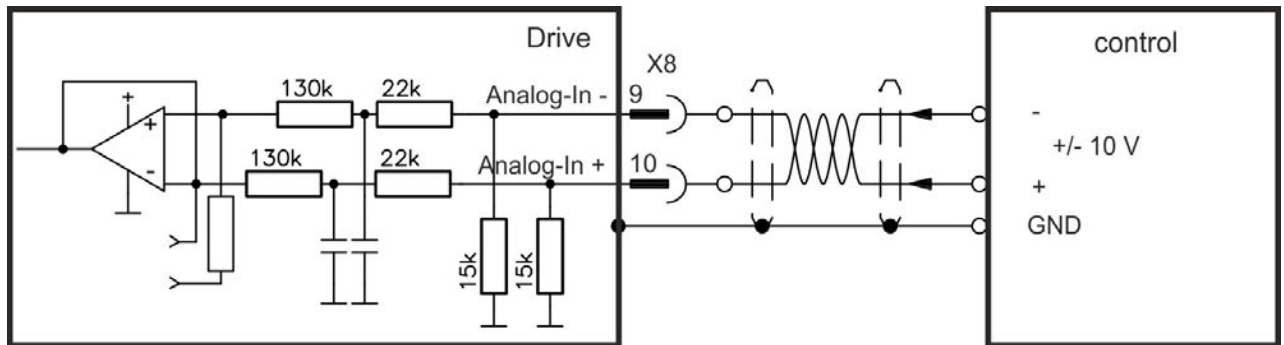 Drive
X8
control
130k
22k
Analog-In -
9
-
+
+
+/- 10 V
-
130k
22k
Analog-In +
10
+
GND
15k
15k